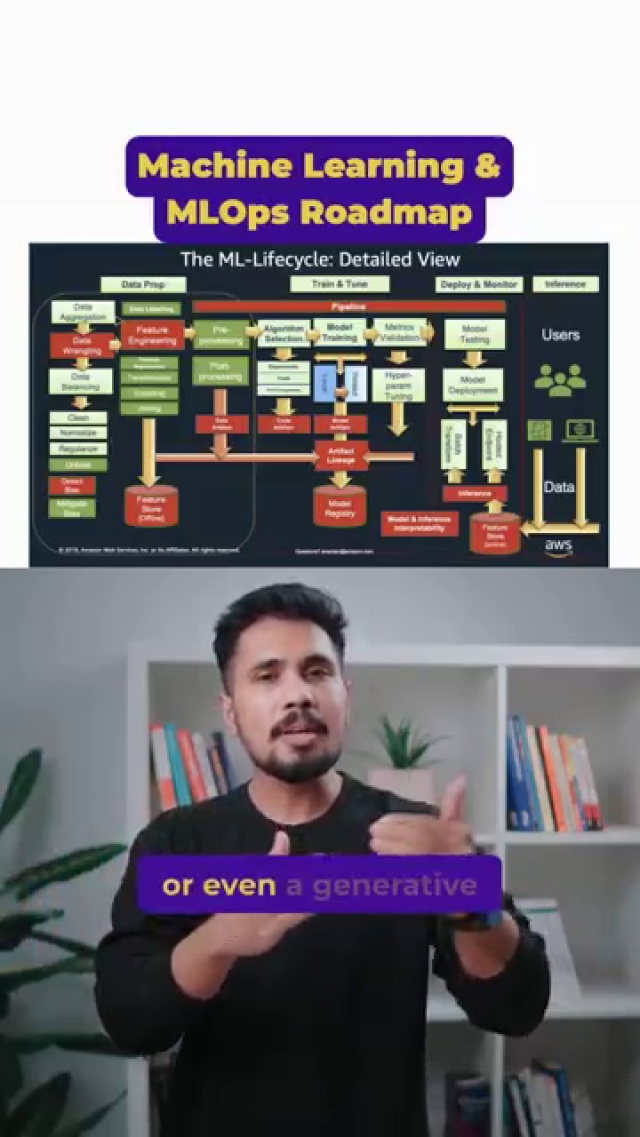 Machine Learning &
MLOps Roadmap
The ML-Lifecycle: Detailed View
Data Prep
Train & Tune
Deploy & Monitor
Inference
Pipeline
Data
Aggregation
Data
Wrangling
Data
Balancing
Clean
Normalize
Regularize
Unbias
Detect
Bias
Mitigate
Bias
Data Labelling
Feature
Engineering
Feature
Store
(Offline)
Pre-
processing
Post-
processing
Data
Artifact
Algorithm
Selection
Code
Artifact
Model
Training
Model
Artifact
Artifact
Lineage
Model
Registry
Metrics
Validation
Hyper-
param
Tuning
Model & Inference
Interpretability
Model
Testing
Model
Deployment
Batch
Transform
Hosted
Endpoint
Inference
Feature
Store
Users
Data
aws
or even a generative